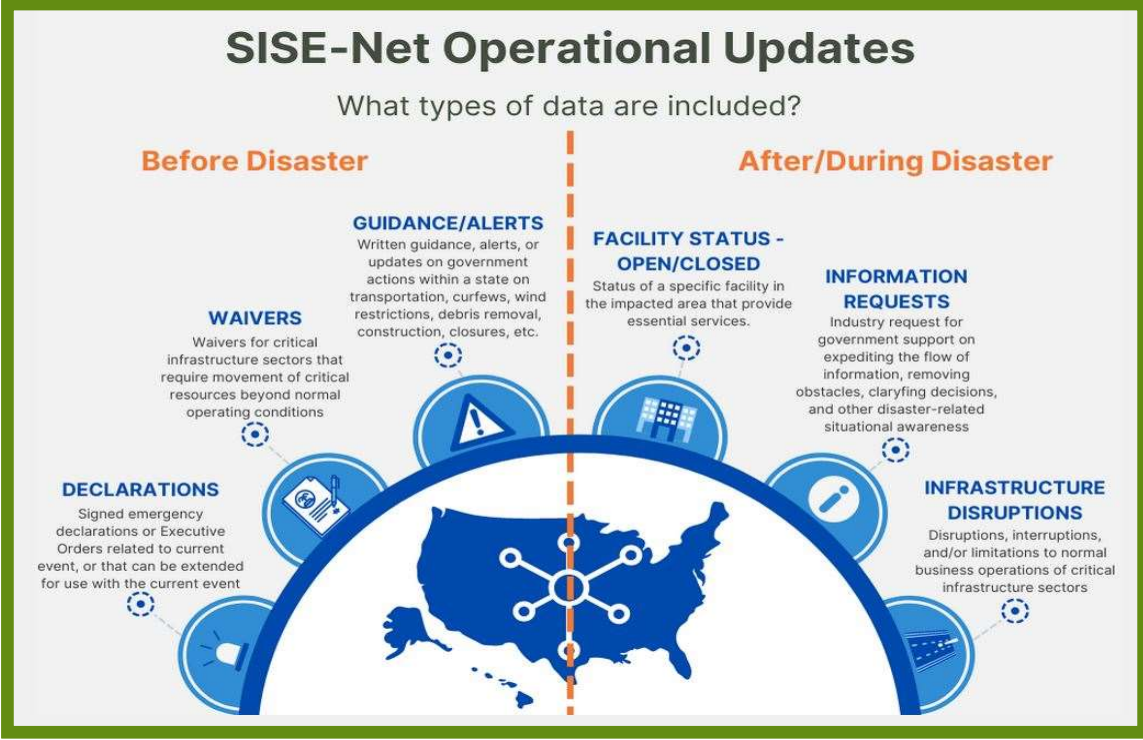 SISE-Net Operational Updates
What types of data are included?
Before Disaster
GUIDANCE/ALERTS
Written guidance, alerts, or
updates on government
actions within a state on
transportation, curfews, wind
restrictions, debris removal,
construction, closures, etc.
WAIVERS
Waivers for critical
infrastructure sectors that
require movement of critical
resources beyond normal
operating conditions
DECLARATIONS
Signed emergency
declarations or Executive
Orders related to current
event, or that can be extended
for use with the current event
After/During Disaster
FACILITY STATUS -
OPEN/CLOSED
Status of a specific facility in
the impacted area that provide
essential services.
INFORMATION
REQUESTS
Industry request for
government support on
expediting the flow of
information, removing
obstacles, claryfing decisions,
and other disaster-related
situational awareness
INFRASTRUCTURE
DISRUPTIONS
Disruptions, interruptions,
and/or limitations to normal
business operations of critical
infrastructure sectors